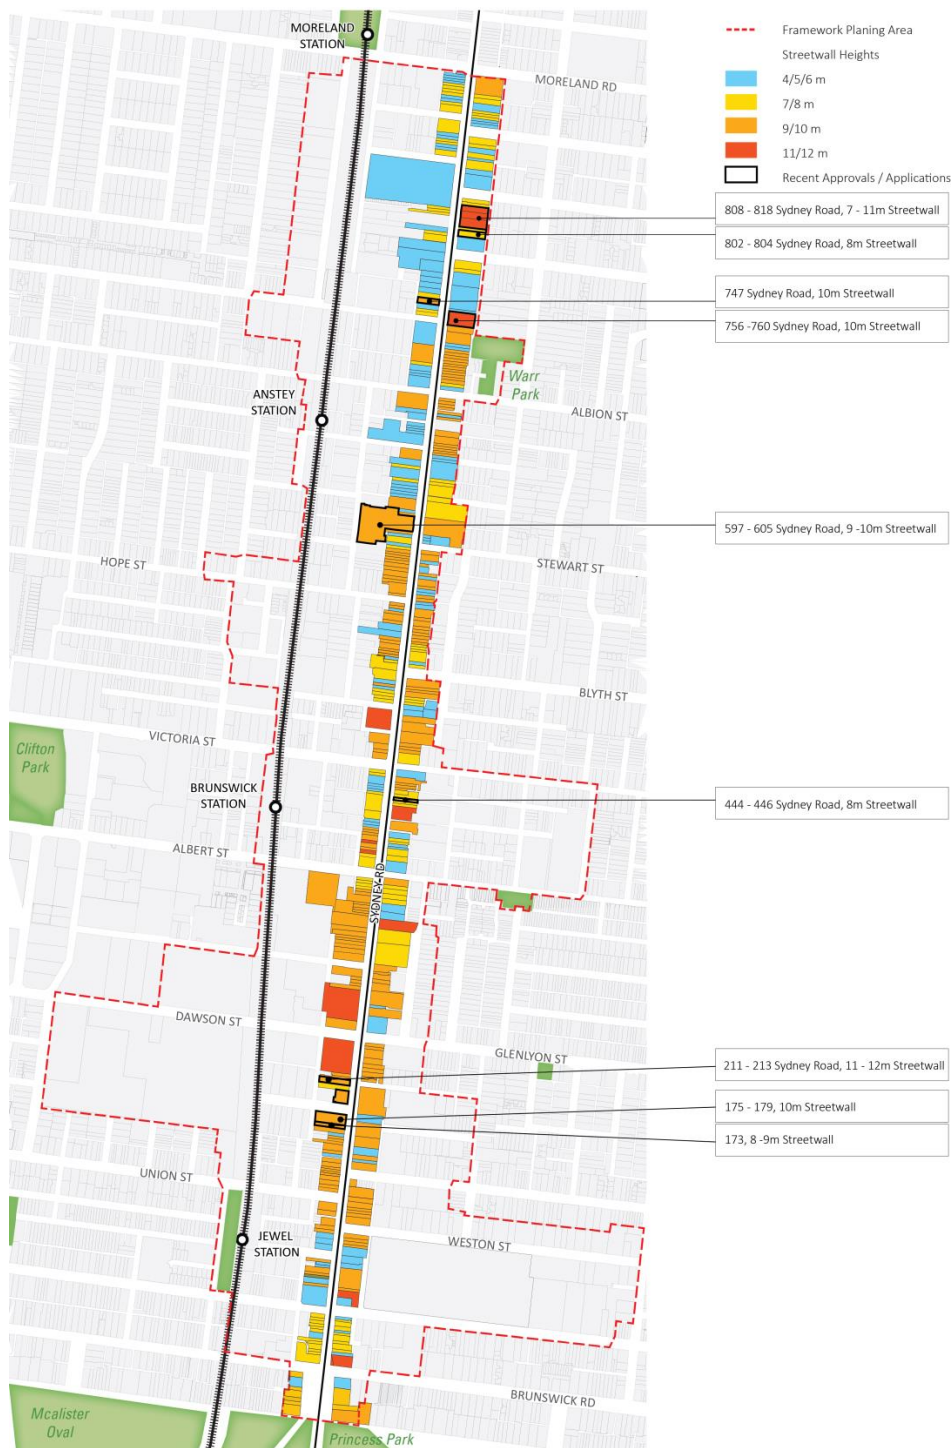 MORELAND
STATION
MORELAND RD
Framework Planing Area
Streetwall Heights
4/5/6 m
7/8 m
9/10 m
11/12 m
Recent Approvals / Applications
808 - 818 Sydney Road, 7 - 11m Streetwall
802 - 804 Sydney Road, 8m Streetwall
747 Sydney Road, 10m Streetwall
756 -760 Sydney Road, 10m Streetwall
Warr
Park
ANSTEY
STATION
ALBION ST
597 - 605 Sydney Road, 9 -10m Streetwall
HOPE ST
STEWART ST
BLYTH ST
VICTORIA ST
Clifton
Park
BRUNSWICK
STATION
444 - 446 Sydney Road, 8m Streetwall
ALBERT ST
SYDNEY RD
DAWSON ST
GLENLYON ST
211 - 213 Sydney Road, 11 - 12m Streetwall
175 - 179, 10m Streetwall
173, 8 -9m Streetwall
UNION ST
JEWEL
STATION
WESTON ST
BRUNSWICK RD
Mcalister
Oval
Princess Park